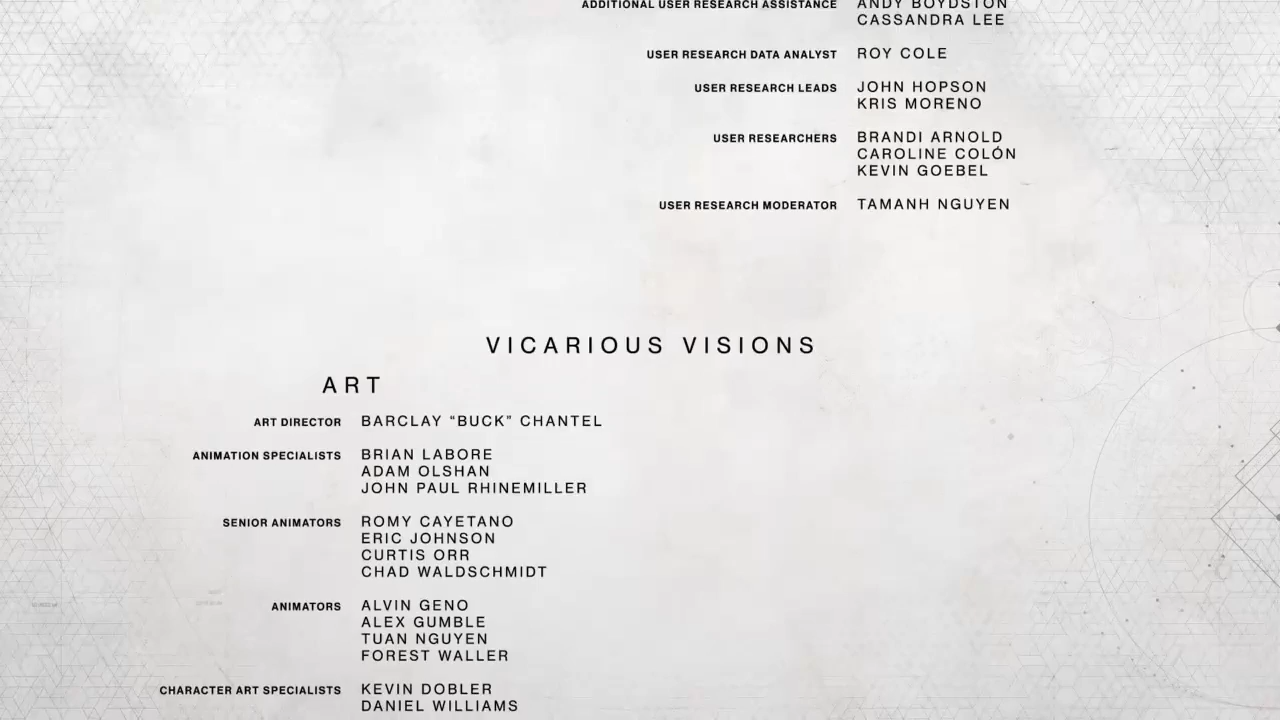 ADDITIONAL USER RESEARCH ASSISTANCE ANDY BOYDSTON
CASSANDRA LEE
USER RESEARCH DATA ANALYST ROY COLE
USER RESEARCH LEADS JOHN HOPSON
KRIS MORENO
USER RESEARCHERS BRANDI ARNOLD
CAROLINE COLÓN
KEVIN GOEBEL
USER RESEARCH MODERATOR TAMANH NGUYEN
VICARIOUS VISIONS
ART
ART DIRECTOR BARCLAY “BUCK” CHANTEL
ANIMATION SPECIALISTS BRIAN LABORE
ADAM OLSHAN
JOHN PAUL RHINEMILLER
SENIOR ANIMATORS ROMY CAYETANO
ERIC JOHNSON
CURTIS ORR
CHAD WALDSCHMIDT
ANIMATORS ALVIN GENO
ALEX GUMBLE
TUAN NGUYEN
FOREST WALLER
CHARACTER ART SPECIALISTS KEVIN DOBLER
DANIEL WILLIAMS